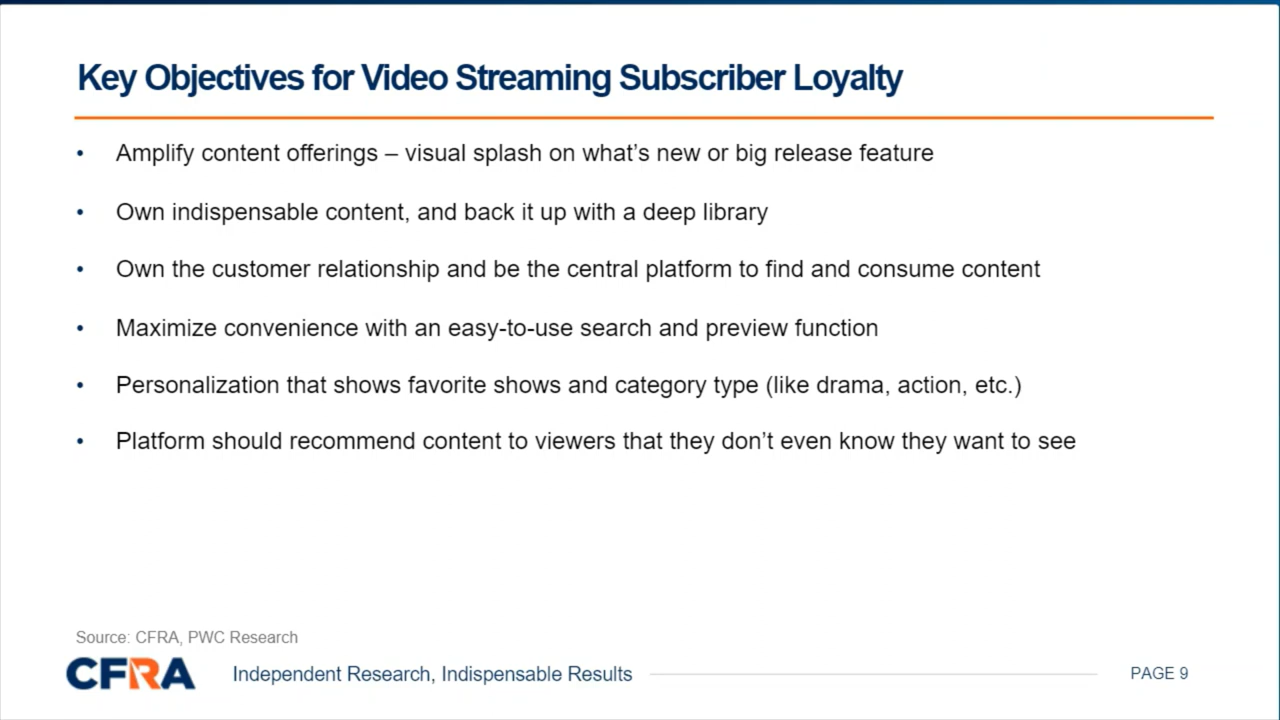 Key Objectives for Video Streaming Subscriber Loyalty
• Amplify content offerings – visual splash on what’s new or big release feature
• Own indispensable content, and back it up with a deep library
• Own the customer relationship and be the central platform to find and consume content
• Maximize convenience with an easy-to-use search and preview function
• Personalization that shows favorite shows and category type (like drama, action, etc.)
• Platform should recommend content to viewers that they don’t even know they want to see
Source: CFRA, PWC Research
CFRA Independent Research, Indispensable Results PAGE 9